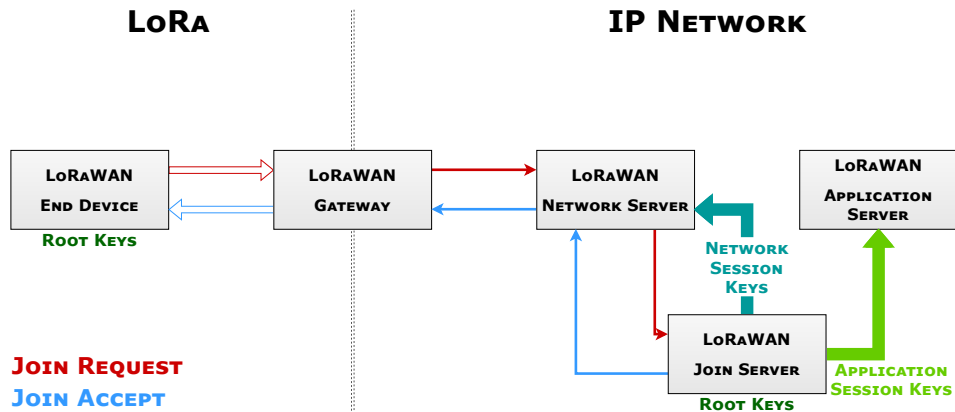 LoRa
IP Network
LoRaWAN
End Device
Root Keys
LoRaWAN
Gateway
LoRaWAN
Network Server
LoRaWAN
Application
Server
Network
Session
Keys
LoRaWAN
Join Server
Root Keys
Application
Session Keys
Join Request
Join Accept